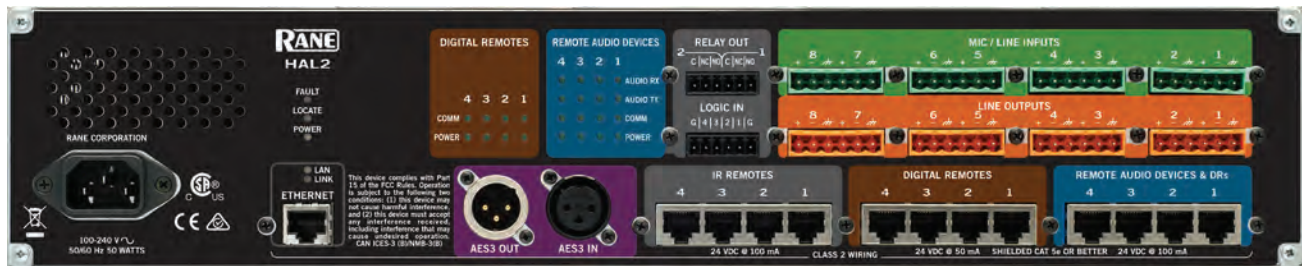 RANE
HAL2
FAULT
LOCATE
POWER
RANE CORPORATION
100-240 V
50/60 Hz 50 WATTS
C SA ® US
CE
LAN
LINK
ETHERNET
This device complies with Part
15 of the FCC Rules. Operation
is subject to the following two
conditions: (1) this device may
not cause harmful interference,
and (2) this device must accept
any interference received,
including interference that may
cause undesired operation.
CAN ICES-3 (B)/NMB-3(B)
DIGITAL REMOTES
4 3 2 1
COMM
POWER
REMOTE AUDIO DEVICES
4 3 2 1
AUDIO RX
AUDIO TX
COMM
POWER
RELAY OUT
2 1
C NC NO C NC NO
LOGIC IN
G 4 3 2 1 G
MIC / LINE INPUTS
8 7 6 5 4 3 2 1
+ - + - + - + - + - + - + - + -
LINE OUTPUTS
8 7 6 5 4 3 2 1
+ - + - + - + - + - + - + - + -
AES3 OUT
AES3 IN
IR REMOTES
4 3 2 1
24 VDC @ 100 mA
DIGITAL REMOTES
4 3 2 1
24 VDC @ 50 mA
REMOTE AUDIO DEVICES & DRs
4 3 2 1
24 VDC @ 100 mA
CLASS 2 WIRING
SHIELDED CAT 5e OR BETTER